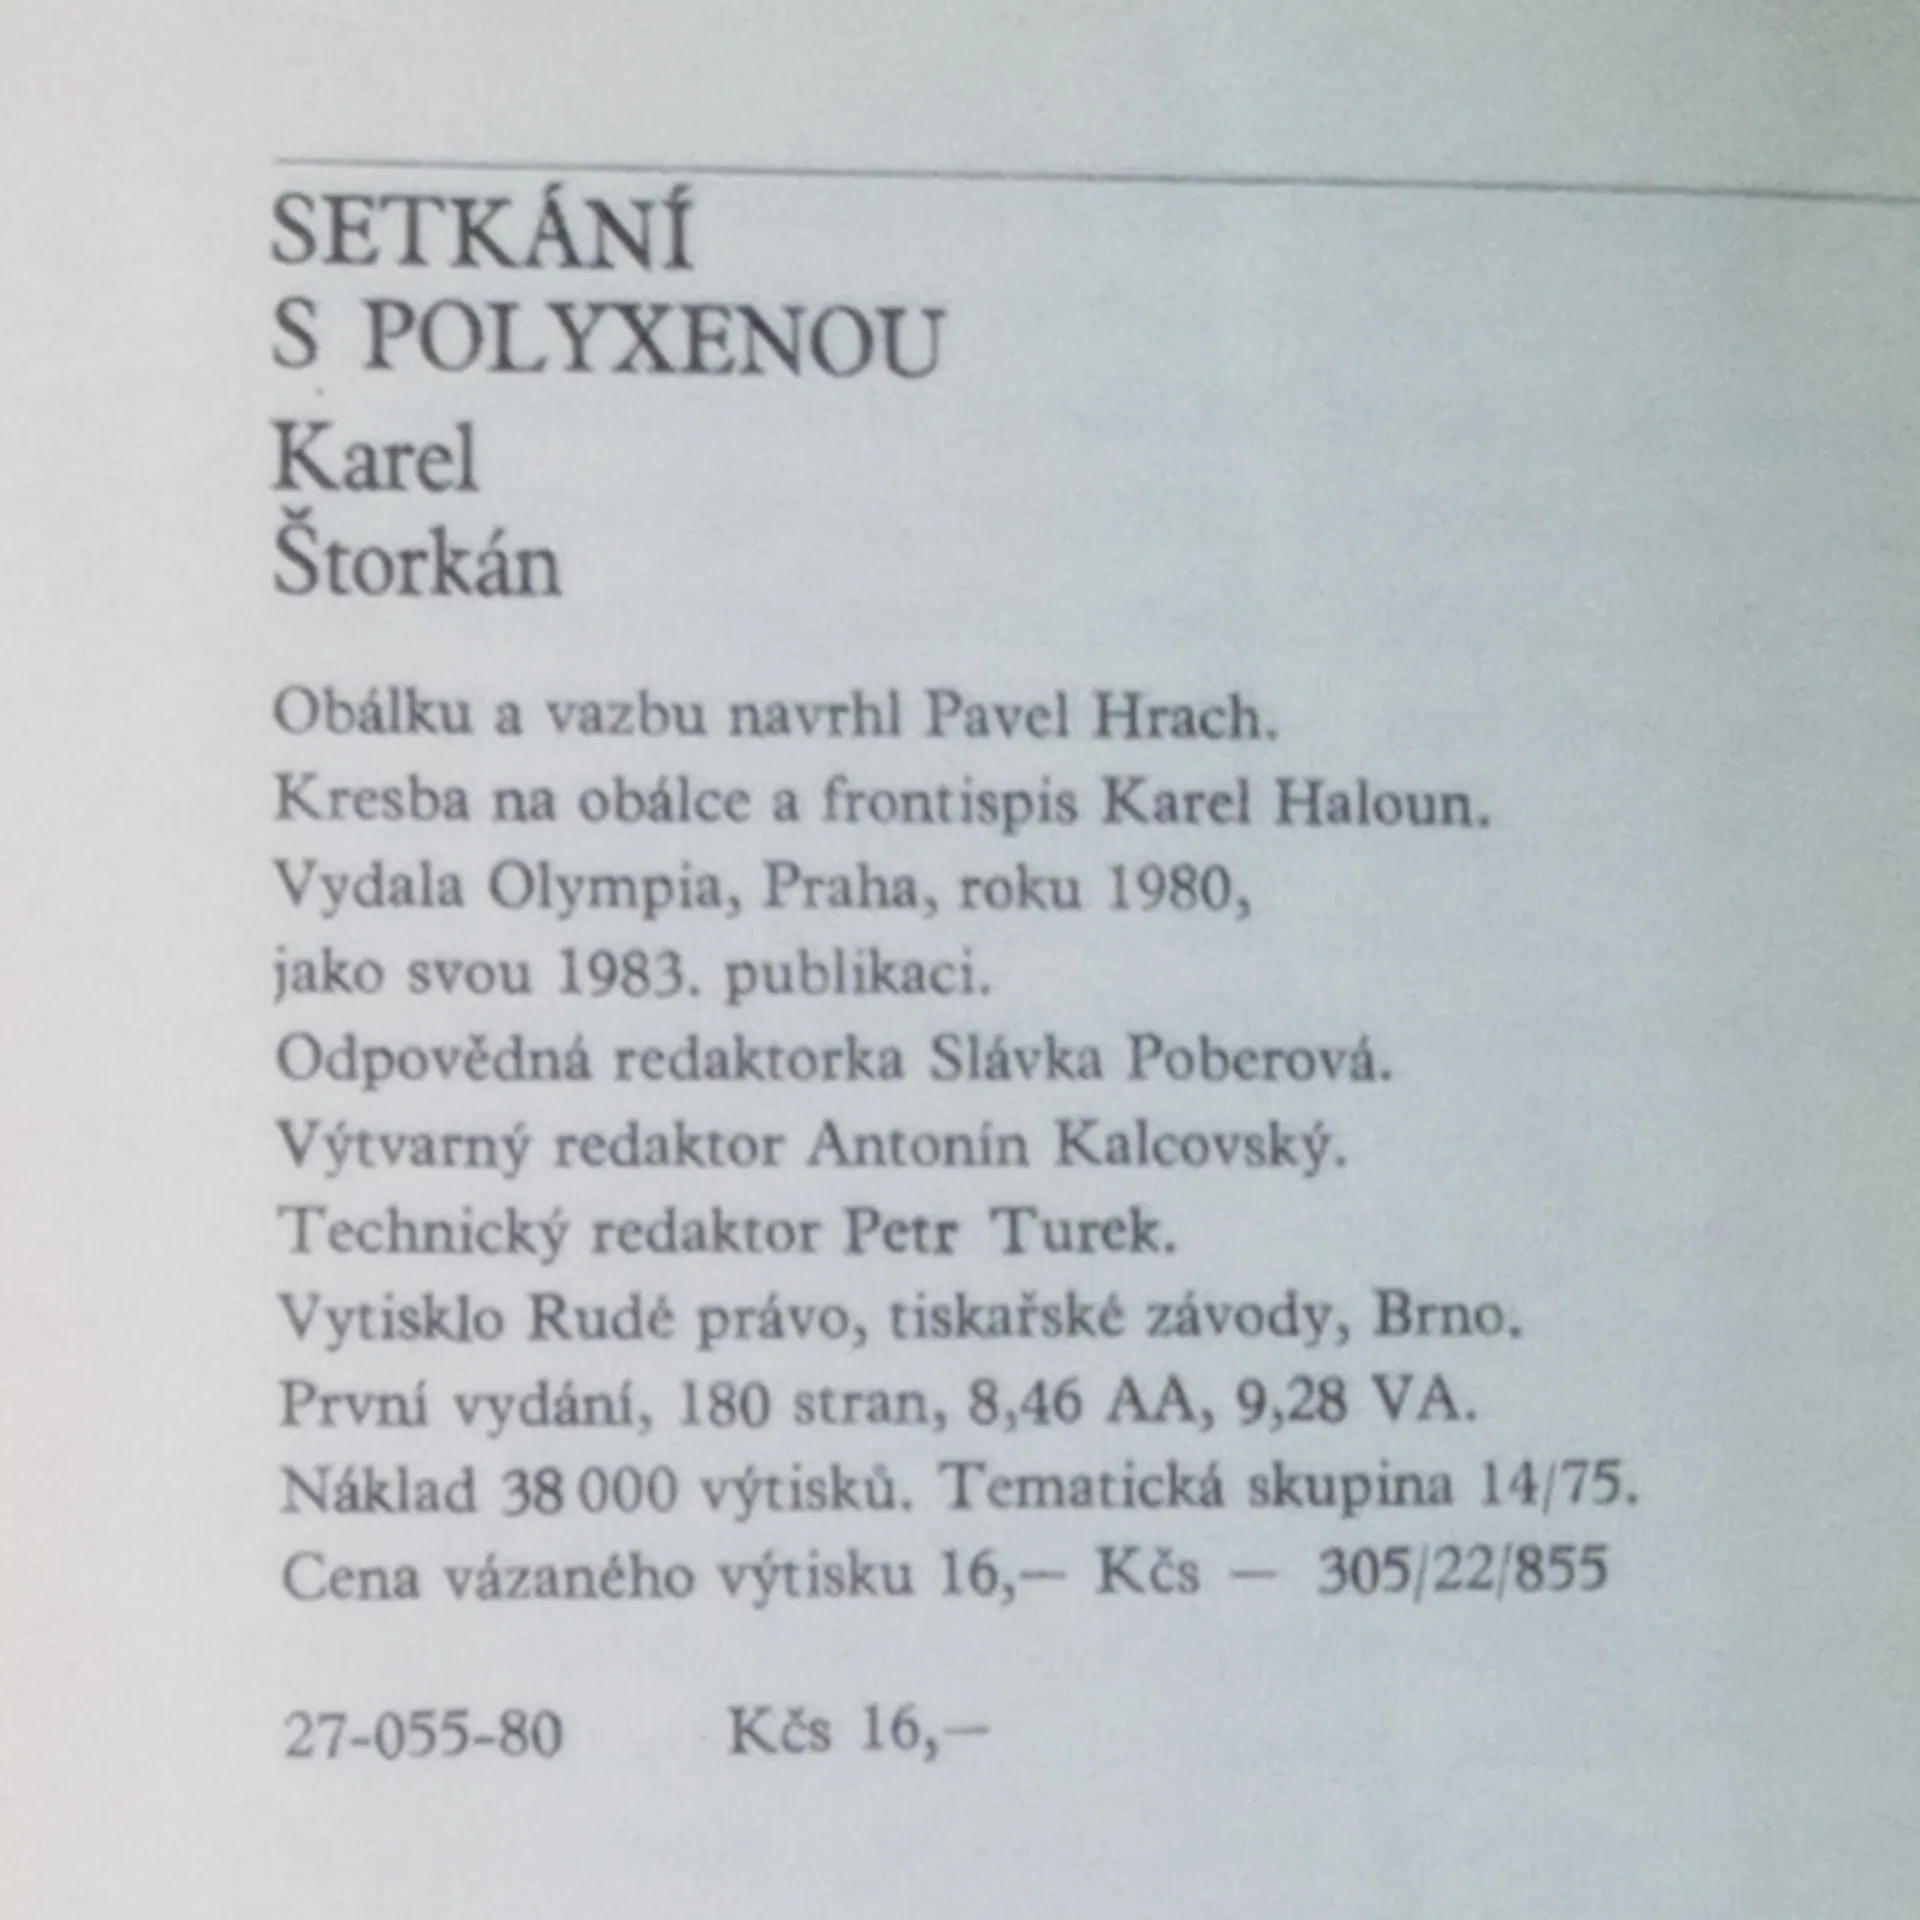 SETKÁNÍ
S POLYXENOU
Karel
Štorkán
Obálku a vazbu navrhl Pavel Hrach.
Kresba na obálce a frontispis Karel Haloun.
Vydala Olympia, Praha, roku 1980,
jako svou 1983. publikaci.
Odpovědná redaktorka Slávka Poberová.
Výtvarný redaktor Antonín Kalcovský.
Technický redaktor Petr Turek.
Vytisklo Rudé právo, tiskařské závody, Brno.
První vydání, 180 stran, 8,46 AA, 9,28 VA.
Náklad 38 000 výtisků. Tematická skupina 14/75.
Cena vázaného výtisku 16,— Kčs — 305/22/855
27-055-80 Kčs 16,—